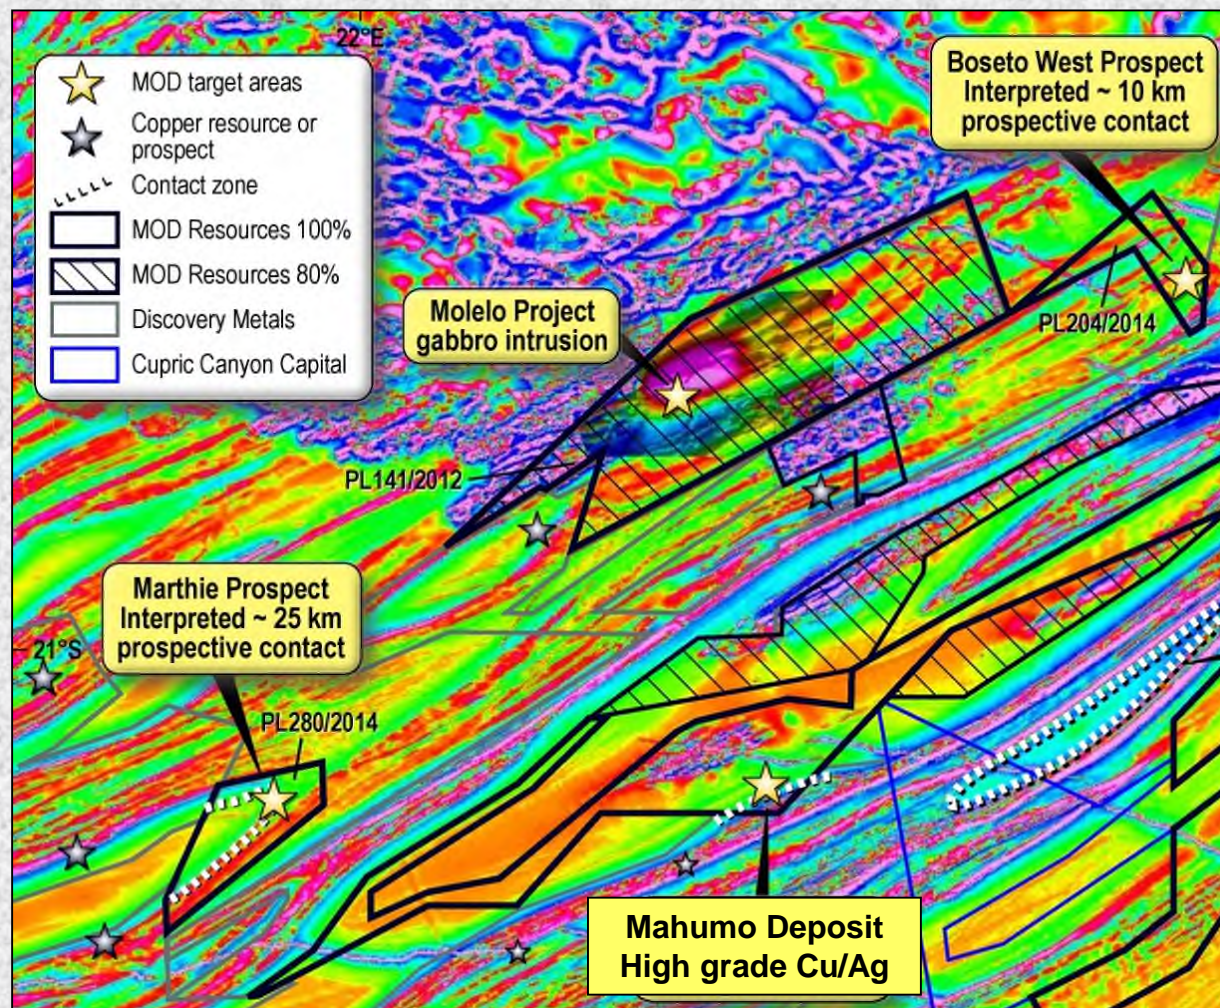 22°E
MOD target areas
Copper resource or
prospect
Contact zone
MOD Resources 100%
MOD Resources 80%
Discovery Metals
Cupric Canyon Capital
Boseto West Prospect
Interpreted ~ 10 km
prospective contact
Molelo Project
gabbro intrusion
PL204/2014
PL141/2012
Marthie Prospect
Interpreted ~ 25 km
prospective contact
21°S
PL280/2014
Mahumo Deposit
High grade Cu/Ag